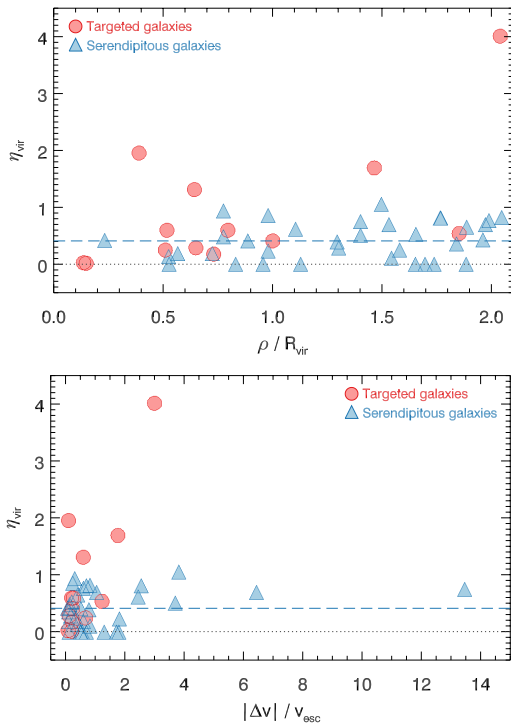 4
3
2
1
0
η_vir
Targeted galaxies
Serendipitous galaxies
0.0 0.5 1.0 1.5 2.0
ρ / R_vir
4
3
2
1
0
η_vir
Targeted galaxies
Serendipitous galaxies
0 2 4 6 8 10 12 14
|Δv| / v_esc